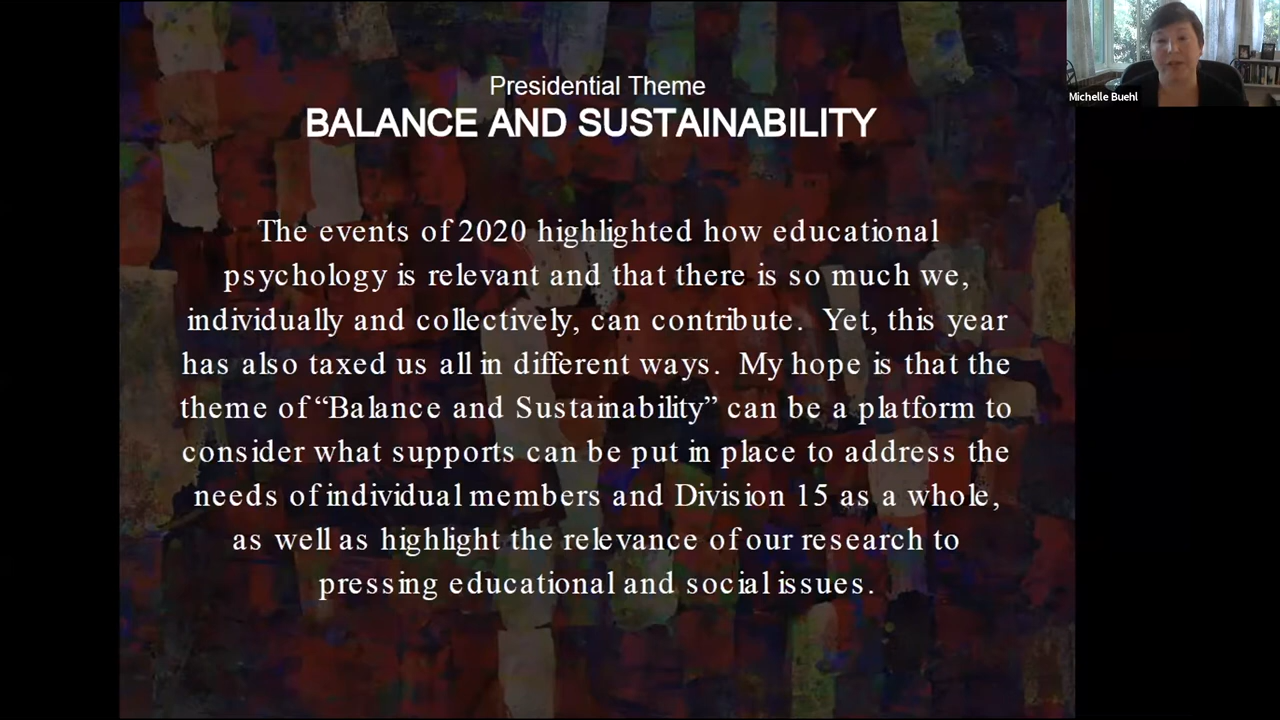 Presidential Theme
BALANCE AND SUSTAINABILITY
The events of 2020 highlighted how educational
psychology is relevant and that there is so much we,
individually and collectively, can contribute.  Yet, this year
has also taxed us all in different ways.  My hope is that the
theme of “Balance and Sustainability” can be a platform to
consider what supports can be put in place to address the
needs of individual members and Division 15 as a whole,
as well as highlight the relevance of our research to
pressing educational and social issues.
Michelle Buehl